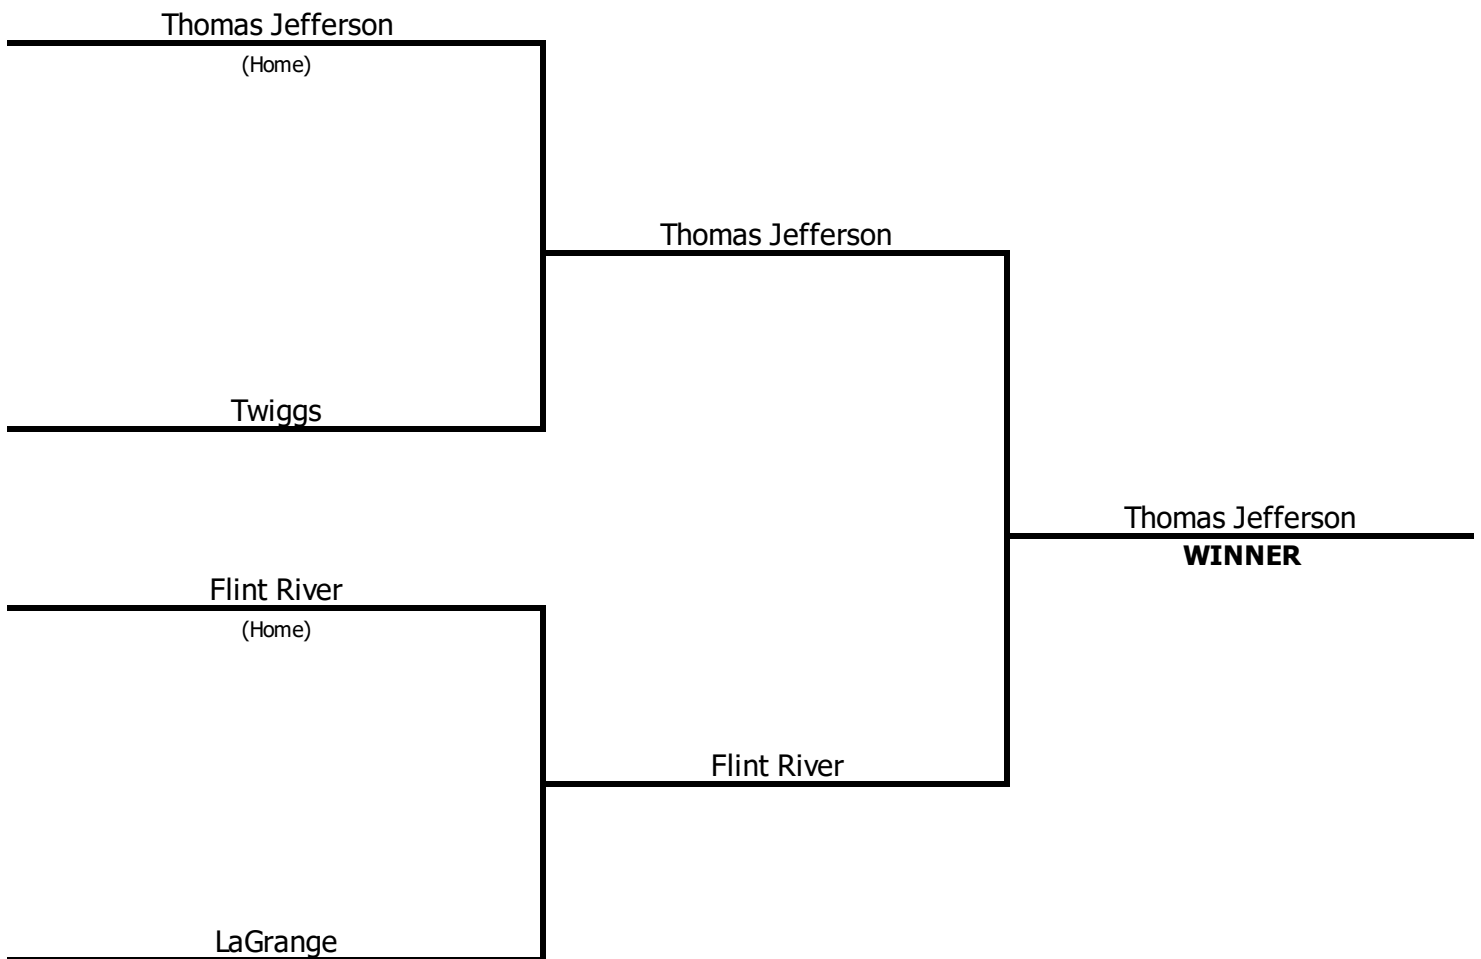 Thomas Jefferson
(Home)
Thomas Jefferson
Twiggs
Thomas Jefferson
WINNER
Flint River
(Home)
Flint River
LaGrange